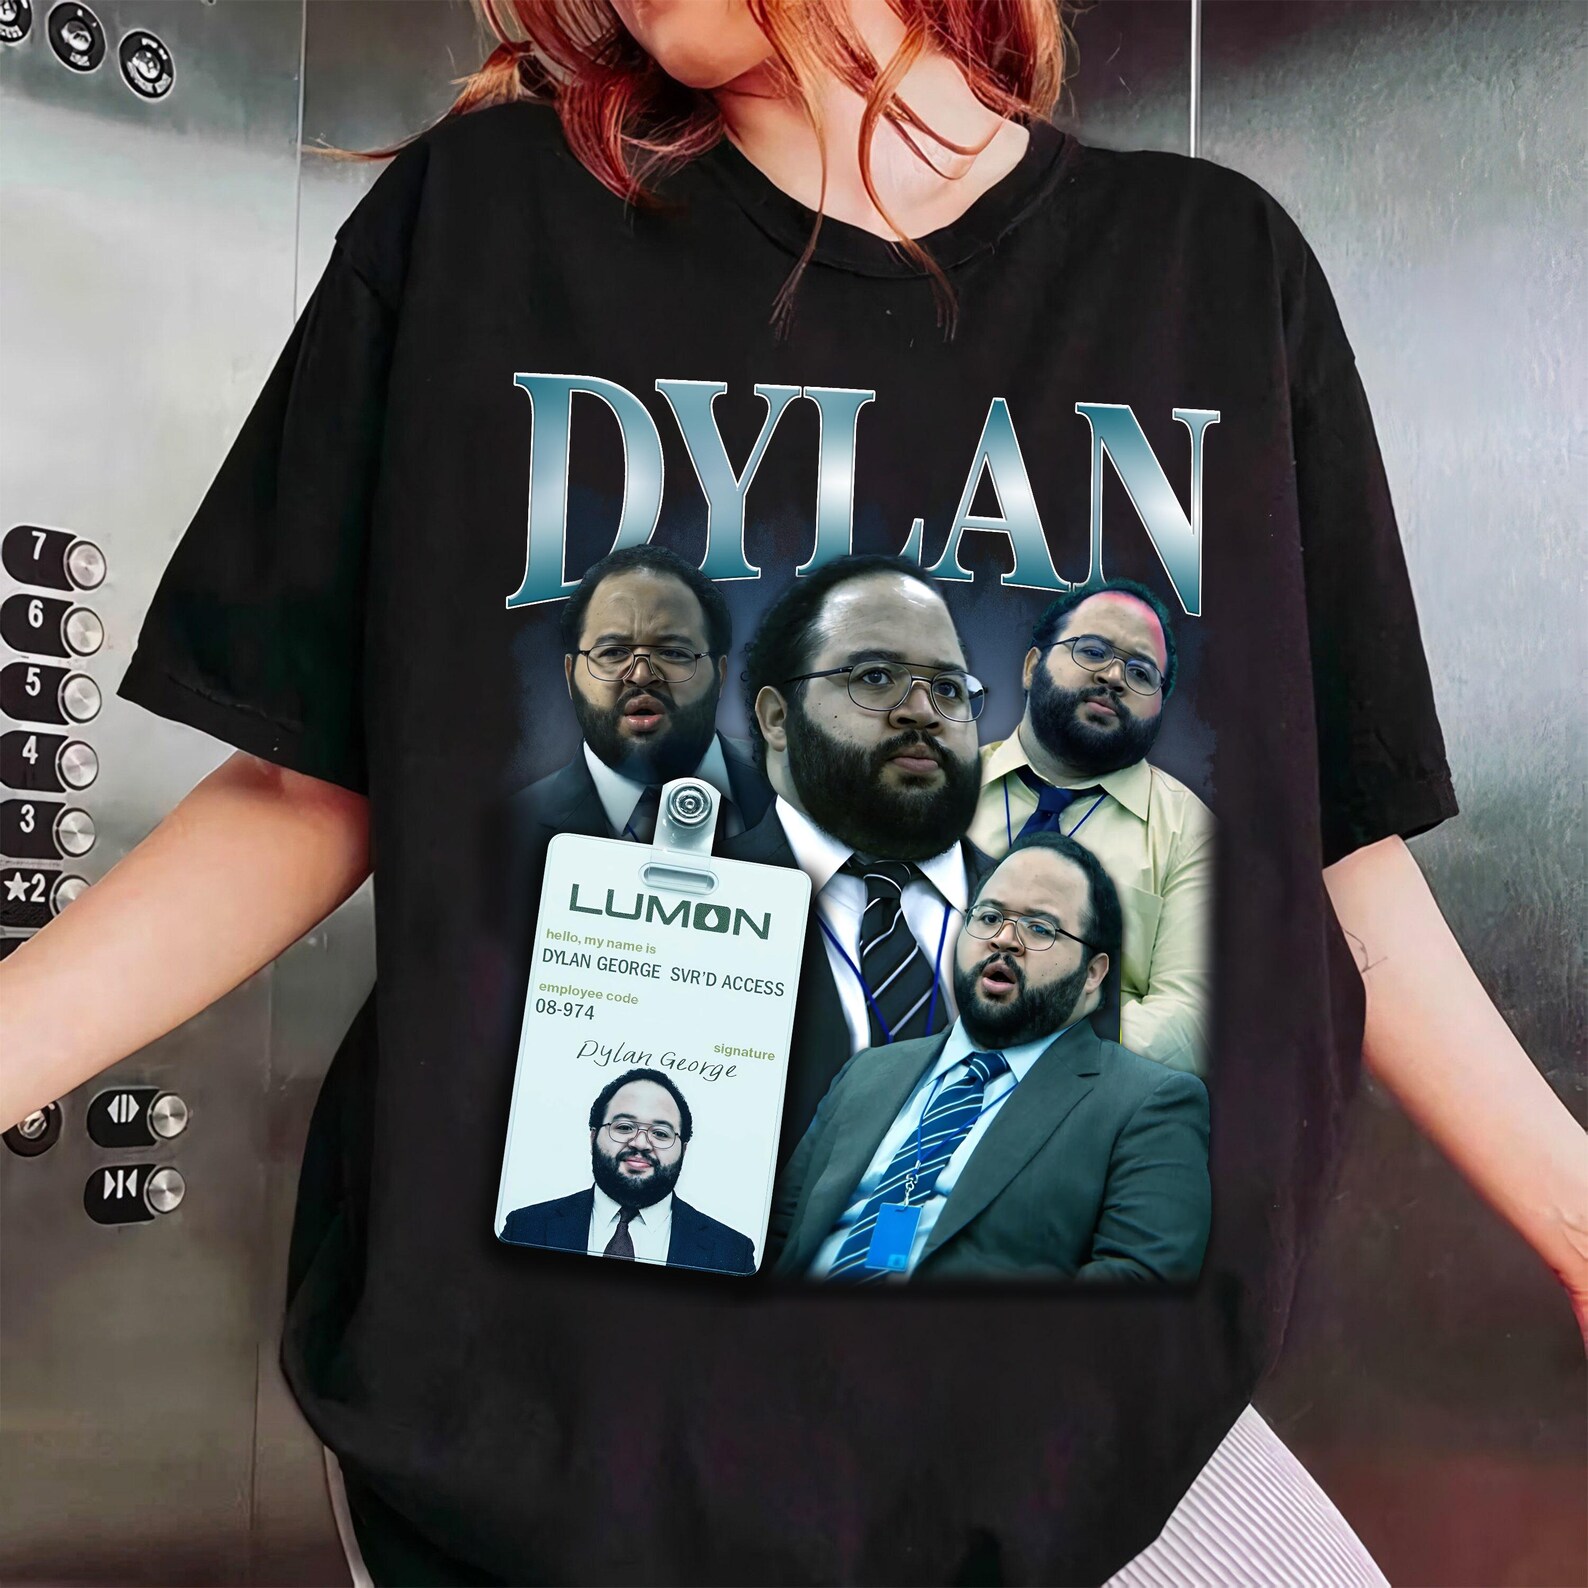 DYLAN
LUMON
hello, my name is
DYLAN GEORGE SVR'D ACCESS
employee code
08-974
signature
Dylan George
7
6
5
4
3
★2